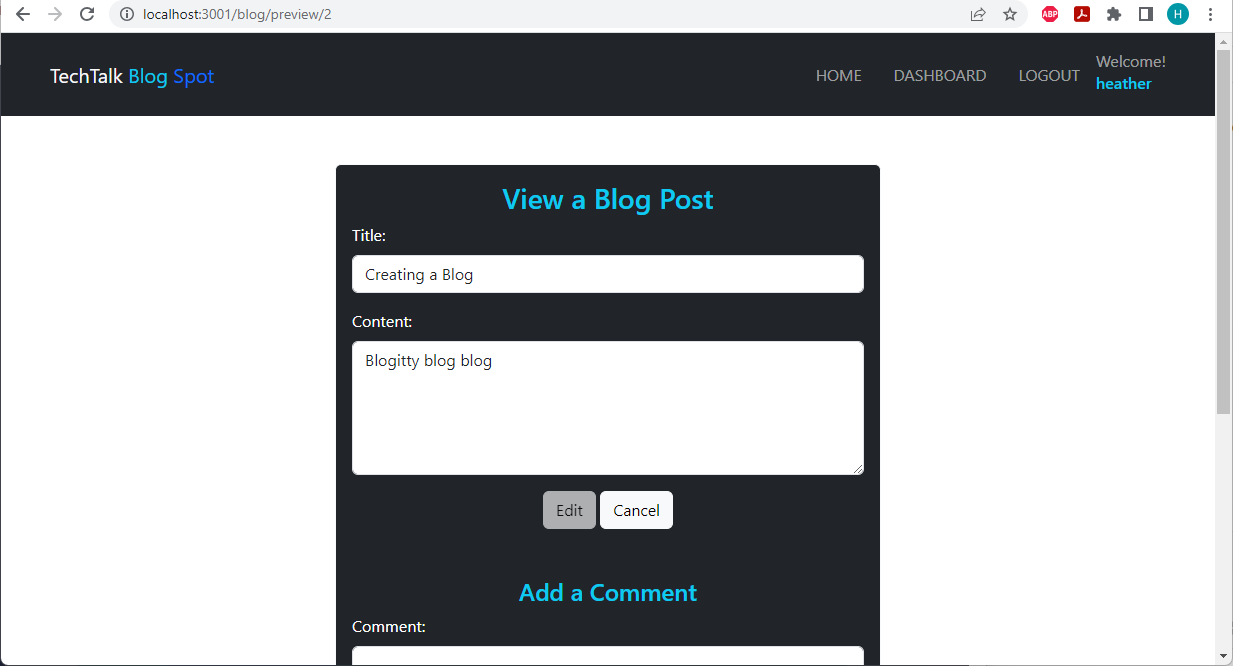 localhost:3001/blog/preview/2
ABP
H
TechTalk Blog Spot
HOME
DASHBOARD
LOGOUT
Welcome!
heather
View a Blog Post
Title:
Creating a Blog
Content:
Blogitty blog blog
Edit
Cancel
Add a Comment
Comment: